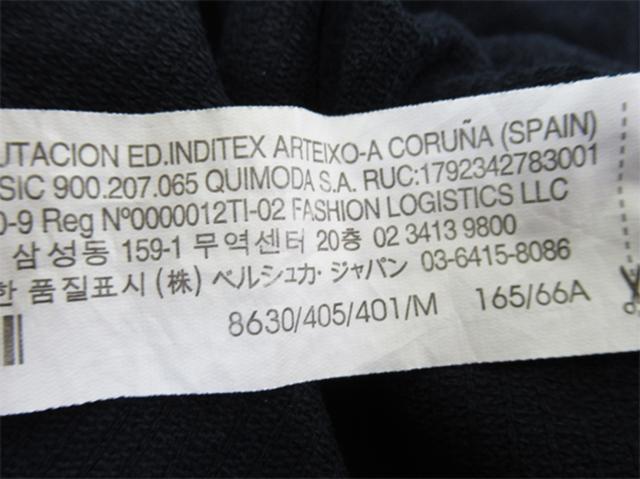 UTACION ED.INDITEX ARTEIXO-A CORUÑA (SPAIN)
SIC 900.207.065 QUIMODA S.A. RUC:1792342783001
0-9 Reg Nº0000012TI-02 FASHION LOGISTICS LLC
삼성동 159-1 무역센터 20층 02 3413 9800
한 품질표시 (株) ベルシュカ・ジャパン 03-6415-8086
8630/405/401/M 165/66A